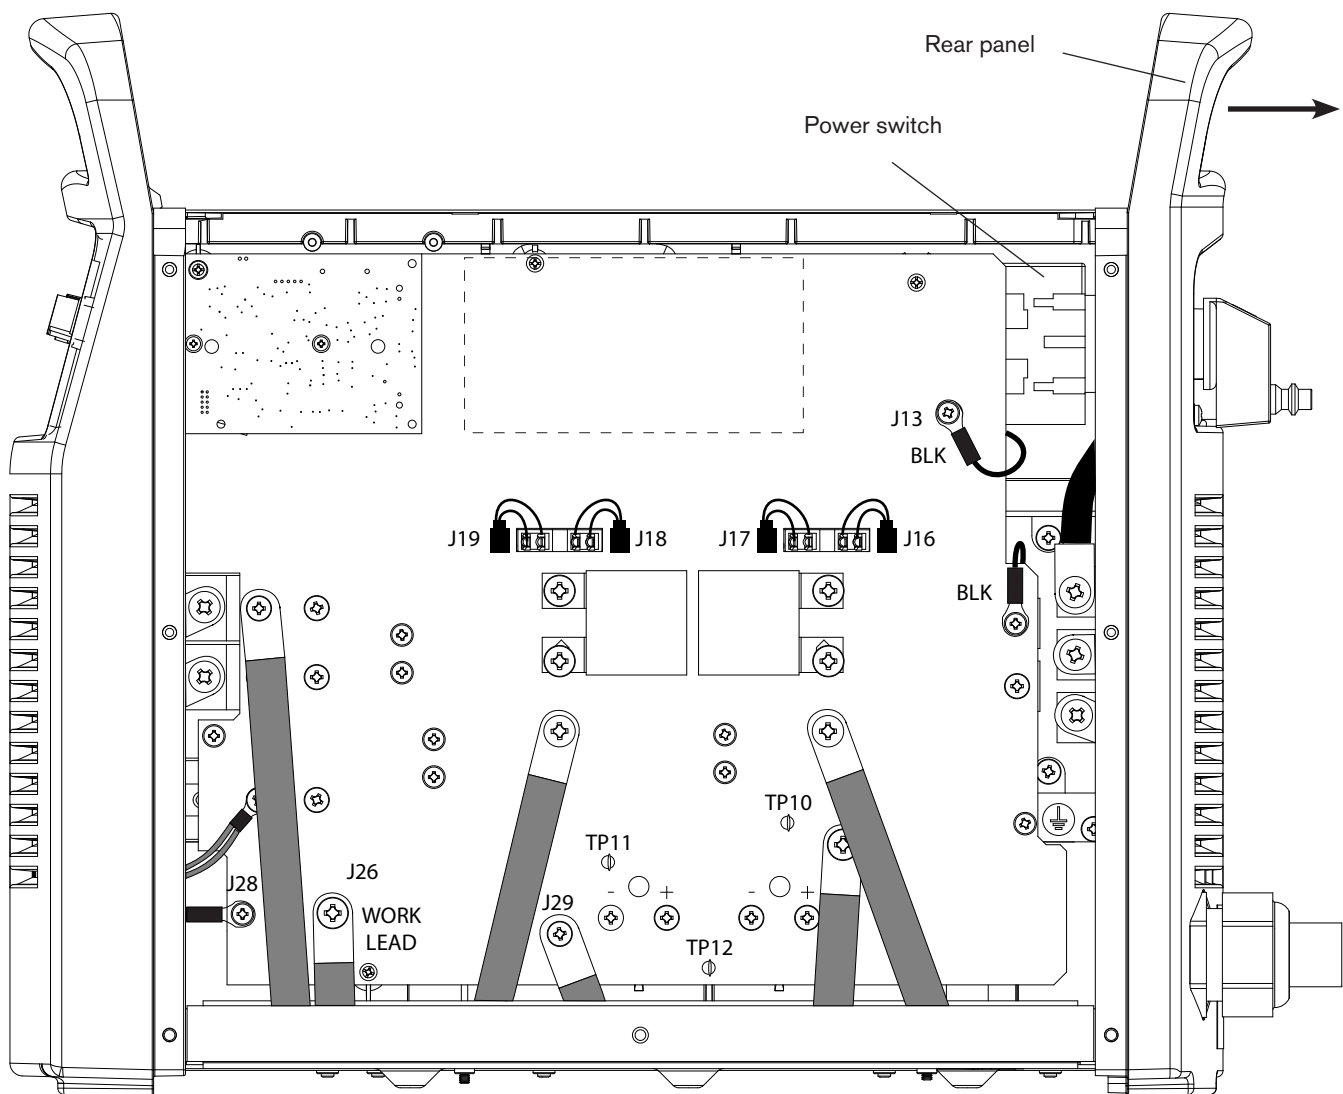 Rear panel
Power switch
J13
BLK
J19
J18
J17
J16
BLK
TP10
TP11
J28
J26
WORK
LEAD
J29
- +
- +
TP12